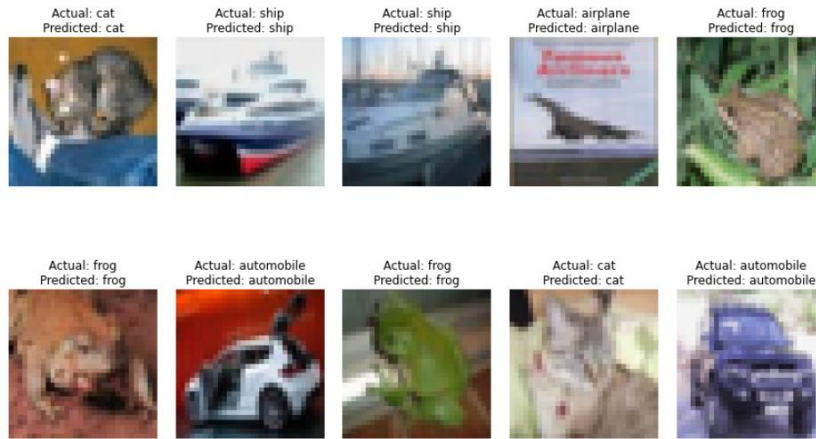 Actual: cat
Predicted: cat
Actual: ship
Predicted: ship
Actual: ship
Predicted: ship
Actual: airplane
Predicted: airplane
Actual: frog
Predicted: frog
Actual: frog
Predicted: frog
Actual: automobile
Predicted: automobile
Actual: frog
Predicted: frog
Actual: cat
Predicted: cat
Actual: automobile
Predicted: automobile